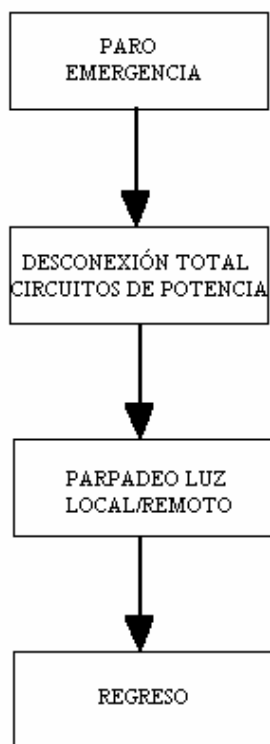 PARO
EMERGENCIA
DESCONEXIÓN TOTAL
CIRCUITOS DE POTENCIA
PARPADEO LUZ
LOCAL/REMOTO
REGRESO